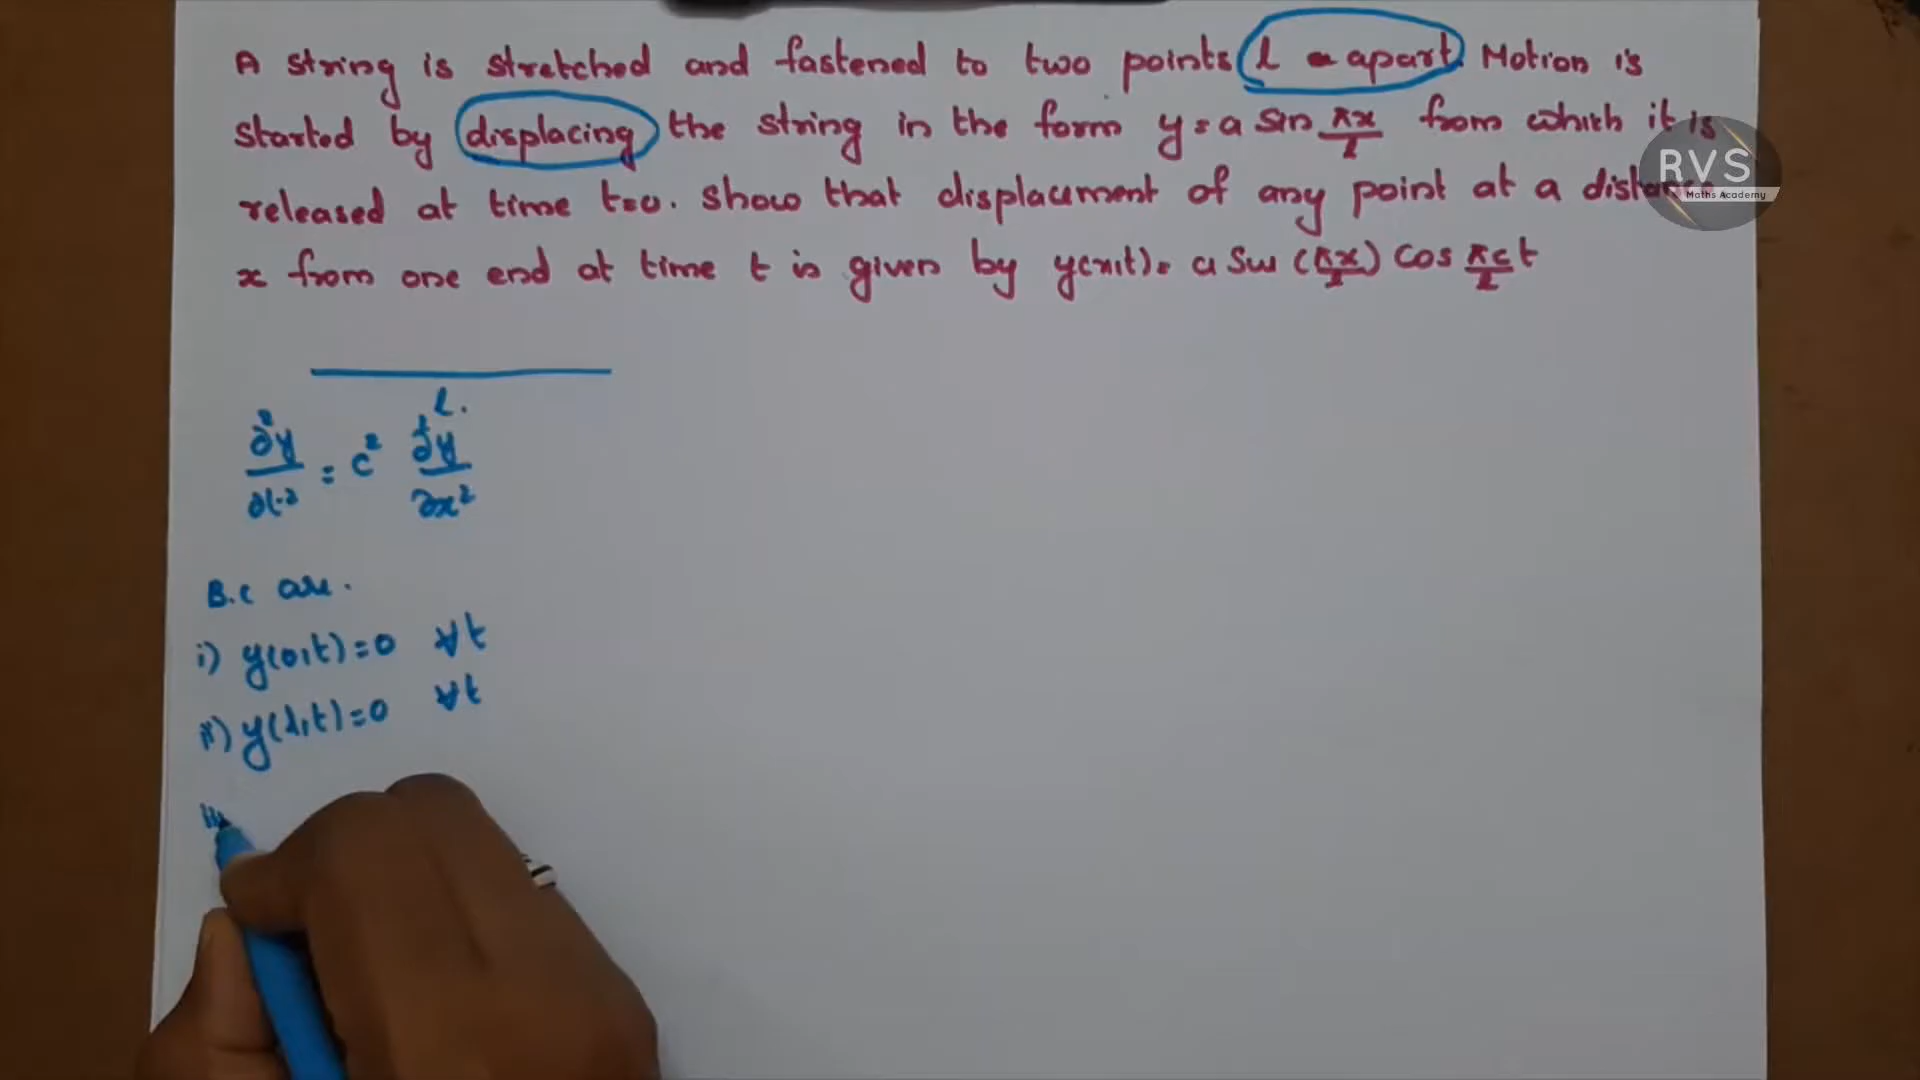 A string is stretched and fastened to two points l a apart. Motion is
started by displacing the string in the form y = a sin πx/l from which it is
released at time t=0. Show that displacement of any point at a distance
x from one end at time t is given by y(x,t) = a sin (πx/l) cos πc/l t
RVS
Maths Academy
l.
∂²y/∂t² = c² ∂²y/∂x²
B.C are.
i) y(0,t)=0 ∀t
ii) y(l,t)=0 ∀t
iii